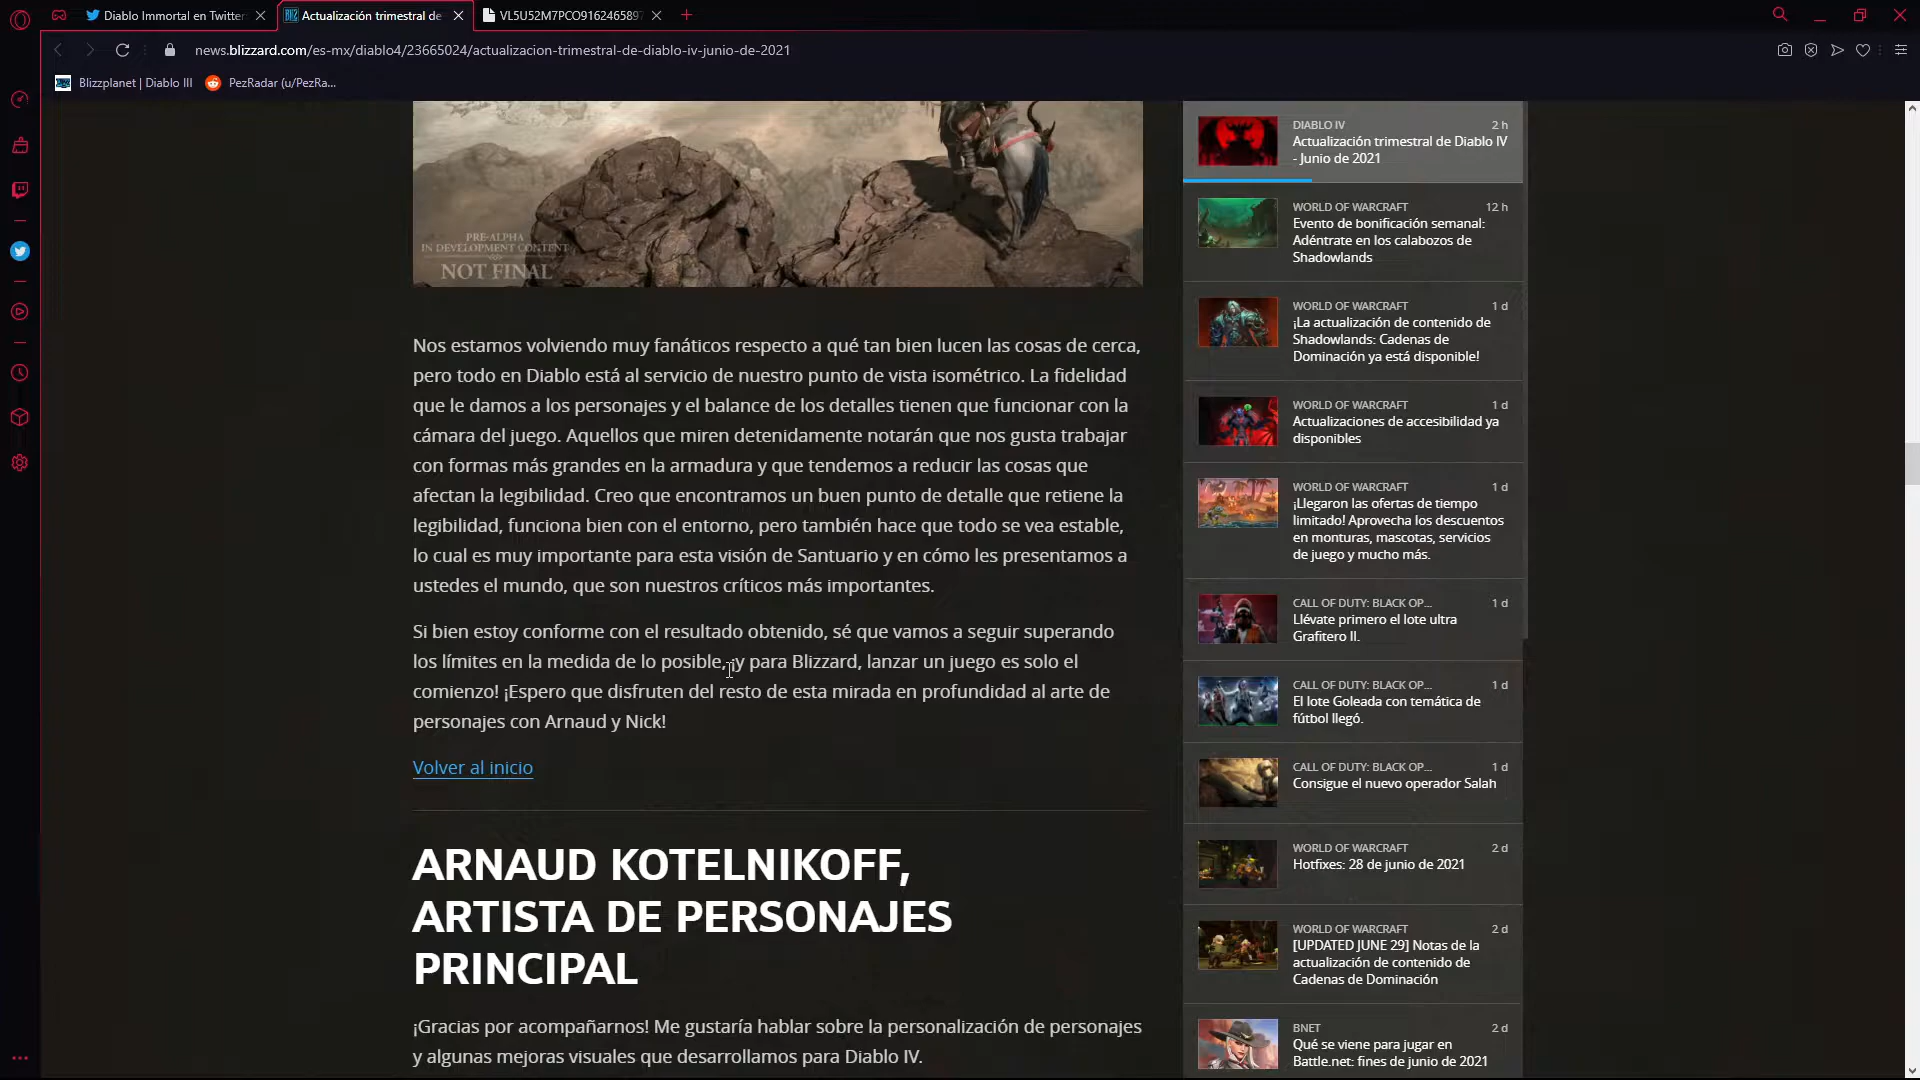 Diablo Immortal en Twitter:
Actualización trimestral de
VL5U52M7PCO9162465897
news.blizzard.com/es-mx/diablo4/23665024/actualizacion-trimestral-de-diablo-iv-junio-de-2021
Blizzplanet | Diablo III
PezRadar (u/PezRa...
PRE-ALPHA
IN DEVELOPMENT CONTENT
NOT FINAL
Nos estamos volviendo muy fanáticos respecto a qué tan bien lucen las cosas de cerca,
pero todo en Diablo está al servicio de nuestro punto de vista isométrico. La fidelidad
que le damos a los personajes y el balance de los detalles tienen que funcionar con la
cámara del juego. Aquellos que miren detenidamente notarán que nos gusta trabajar
con formas más grandes en la armadura y que tendemos a reducir las cosas que
afectan la legibilidad. Creo que encontramos un buen punto de detalle que retiene la
legibilidad, funciona bien con el entorno, pero también hace que todo se vea estable,
lo cual es muy importante para esta visión de Santuario y en cómo les presentamos a
ustedes el mundo, que son nuestros críticos más importantes.
Si bien estoy conforme con el resultado obtenido, sé que vamos a seguir superando
los límites en la medida de lo posible, ¡y para Blizzard, lanzar un juego es solo el
comienzo! ¡Espero que disfruten del resto de esta mirada en profundidad al arte de
personajes con Arnaud y Nick!
Volver al inicio
ARNAUD KOTELNIKOFF,
ARTISTA DE PERSONAJES
PRINCIPAL
¡Gracias por acompañarnos! Me gustaría hablar sobre la personalización de personajes
y algunas mejoras visuales que desarrollamos para Diablo IV.
DIABLO IV 2 h
Actualización trimestral de Diablo IV
- Junio de 2021
WORLD OF WARCRAFT 12 h
Evento de bonificación semanal:
Adéntrate en los calabozos de
Shadowlands
WORLD OF WARCRAFT 1 d
¡La actualización de contenido de
Shadowlands: Cadenas de
Dominación ya está disponible!
WORLD OF WARCRAFT 1 d
Actualizaciones de accesibilidad ya
disponibles
WORLD OF WARCRAFT 1 d
¡Llegaron las ofertas de tiempo
limitado! Aprovecha los descuentos
en monturas, mascotas, servicios
de juego y mucho más.
CALL OF DUTY: BLACK OP... 1 d
Llévate primero el lote ultra
Grafitero II.
CALL OF DUTY: BLACK OP... 1 d
El lote Goleada con temática de
fútbol llegó.
CALL OF DUTY: BLACK OP... 1 d
Consigue el nuevo operador Salah
WORLD OF WARCRAFT 2 d
Hotfixes: 28 de junio de 2021
WORLD OF WARCRAFT 2 d
[UPDATED JUNE 29] Notas de la
actualización de contenido de
Cadenas de Dominación
BNET 2 d
Qué se viene para jugar en
Battle.net: fines de junio de 2021